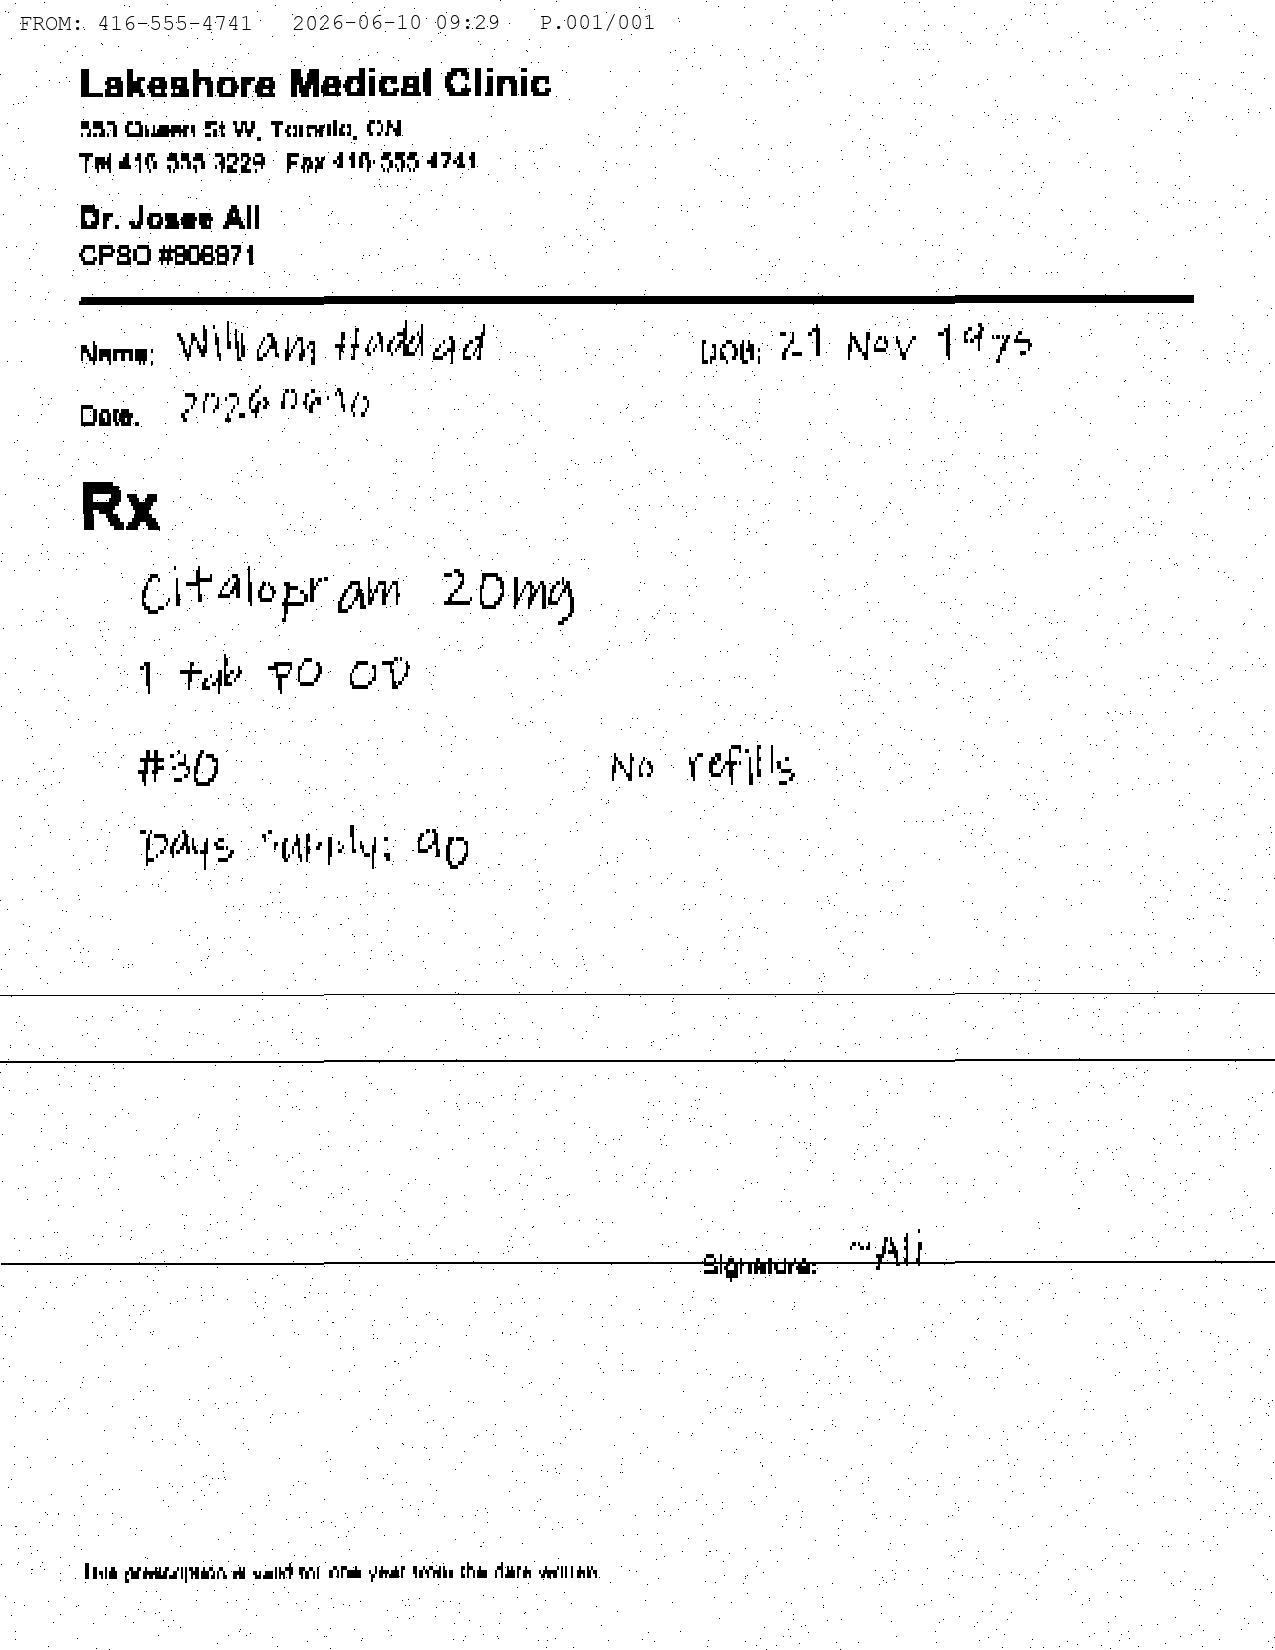 FROM: 416-555-4741 2026-06-10 09:29 P.001/001
Lakeshore Medical Clinic
Queen St W, Toronto, ON
Tel 416-555-3229 Fax 416-555-4741
Dr. Josee Ali
CPSO
Name: William Haddad DOB: 21 Nov 1975
Date: 2026-06-10
Rx
Citalopram 20mg
1 tab PO OD
#30 No refills
Days supply: 90
Signature: ~Ali
This prescription is valid for one year from the date written.